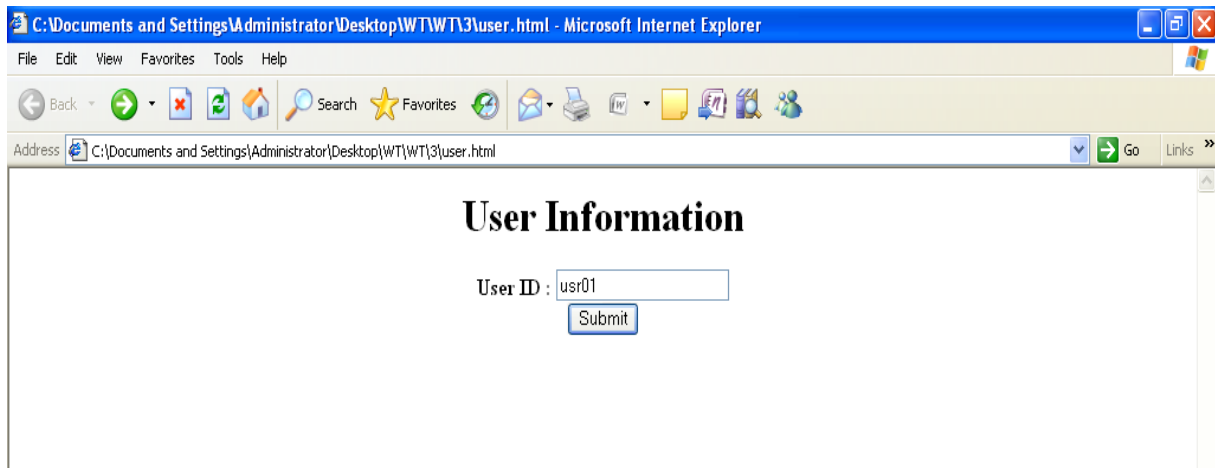 C:\Documents and Settings\Administrator\Desktop\WT\WT\3\user.html - Microsoft Internet Explorer
File Edit View Favorites Tools Help
Back Search Favorites
Address C:\Documents and Settings\Administrator\Desktop\WT\WT\3\user.html Go Links »
User Information
User ID : usr01
Submit